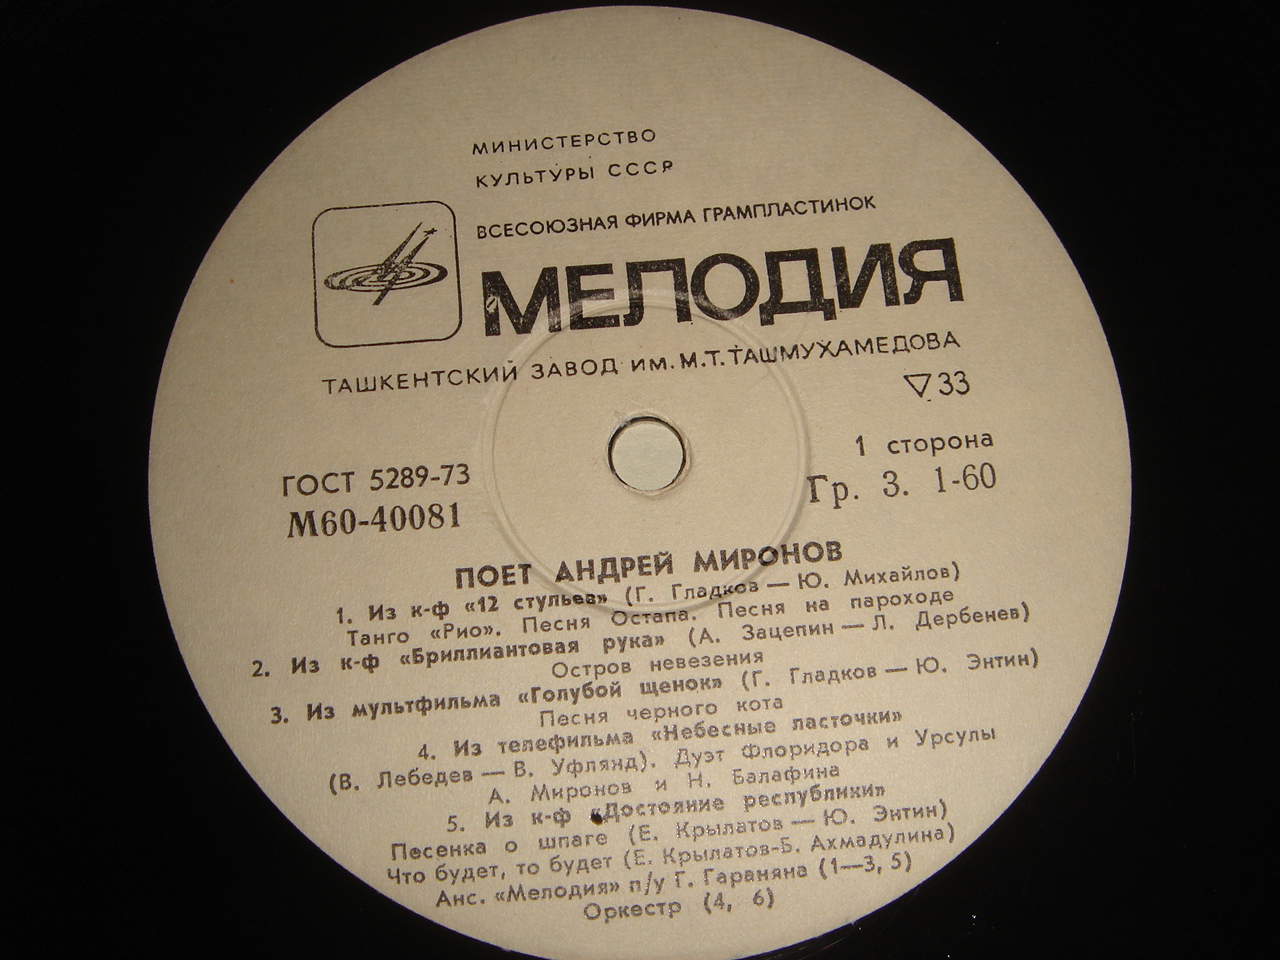 МИНИСТЕРСТВО
КУЛЬТУРЫ СССР
ВСЕСОЮЗНАЯ ФИРМА ГРАМПЛАСТИНОК
МЕЛОДИЯ
ТАШКЕНТСКИЙ ЗАВОД ИМ. М.Т. ТАШМУХАМЕДОВА
▽33
ГОСТ 5289-73
М60-40081
1 сторона
Гр. 3. 1-60
ПОЕТ АНДРЕЙ МИРОНОВ
1. Из к-ф «12 стульев» (Г. Гладков — Ю. Михайлов)
Танго «Рио». Песня Остапа. Песня на пароходе
2. Из к-ф «Бриллиантовая рука» (А. Зацепин — Л. Дербенев)
Остров невезения
3. Из мультфильма «Голубой щенок» (Г. Гладков — Ю. Энтин)
Песня черного кота
4. Из телефильма «Небесные ласточки»
(В. Лебедев — В. Уфлянд). Дуэт Флоридора и Урсулы
А. Миронов и Н. Балафина
5. Из к-ф «Достояние республики»
Песенка о шпаге (Е. Крылатов — Ю. Энтин)
Что будет, то будет (Е. Крылатов-Б. Ахмадулина)
Анс. «Мелодия» п/у Г. Гараняна (1—3, 5)
Оркестр (4, 6)